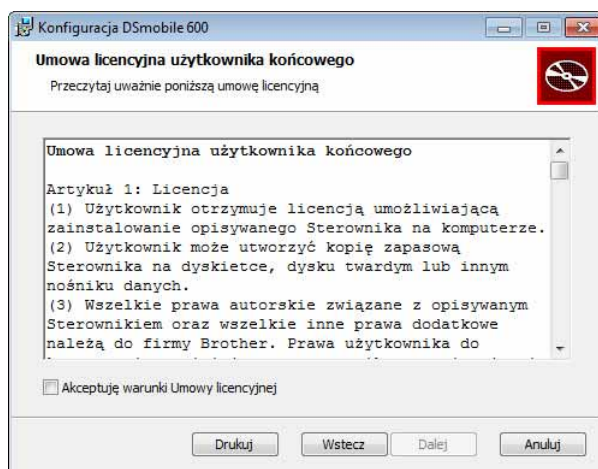 Konfiguracja DSmobile 600
Umowa licencyjna użytkownika końcowego
Przeczytaj uważnie poniższą umowę licencyjną
Umowa licencyjna użytkownika końcowego
Artykuł 1: Licencja
(1) Użytkownik otrzymuje licencją umożliwiającą
zainstalowanie opisywanego Sterownika na komputerze.
(2) Użytkownik może utworzyć kopię zapasową
Sterownika na dyskietce, dysku twardym lub innym
nośniku danych.
(3) Wszelkie prawa autorskie związane z opisywanym
Sterownikiem oraz wszelkie inne prawa dodatkowe
należą do firmy Brother. Prawa użytkownika do
Akceptuję warunki Umowy licencyjnej
Drukuj Wstecz Dalej Anuluj